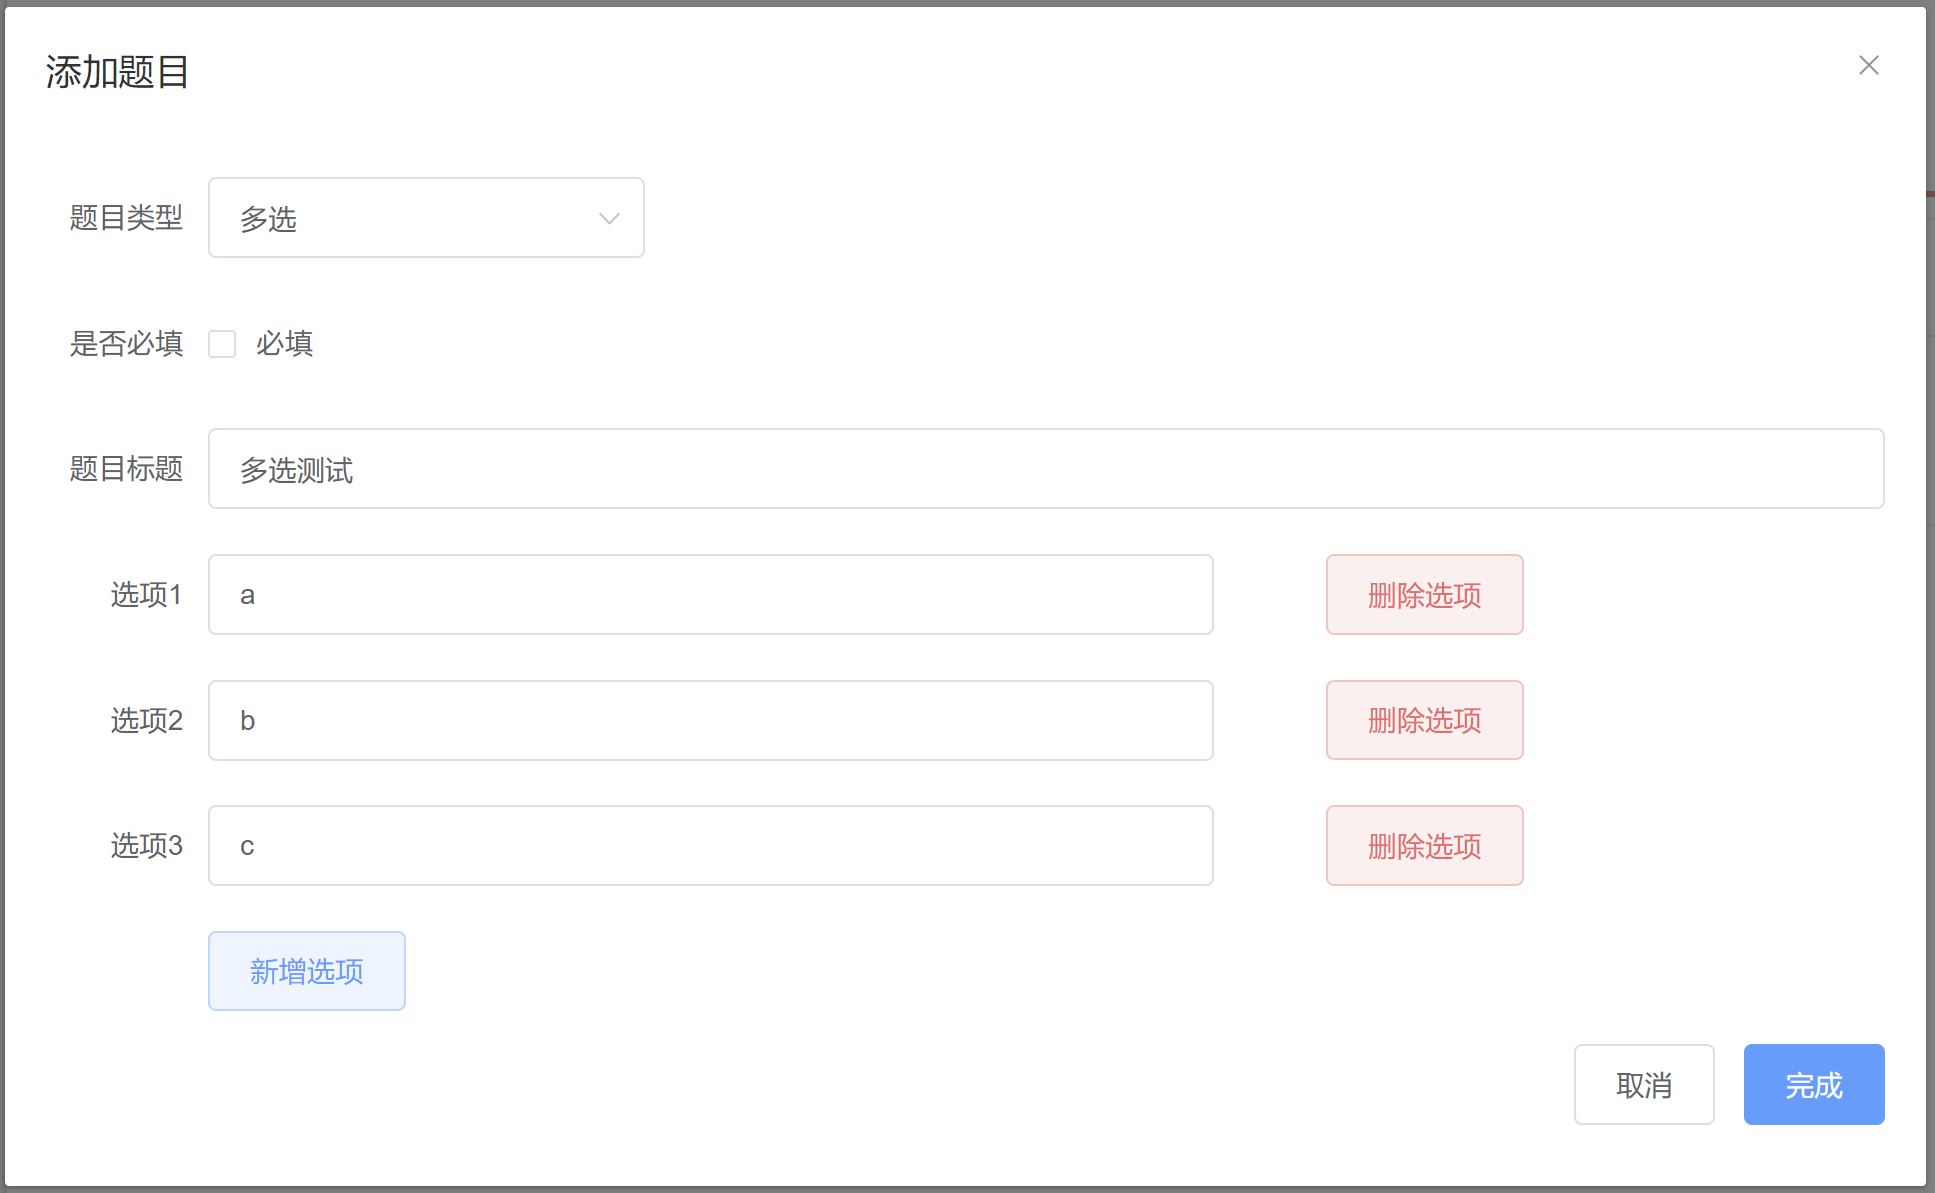 添加题目
题目类型 多选
是否必填 必填
题目标题 多选测试
选项1 a 删除选项
选项2 b 删除选项
选项3 c 删除选项
新增选项
取消 完成